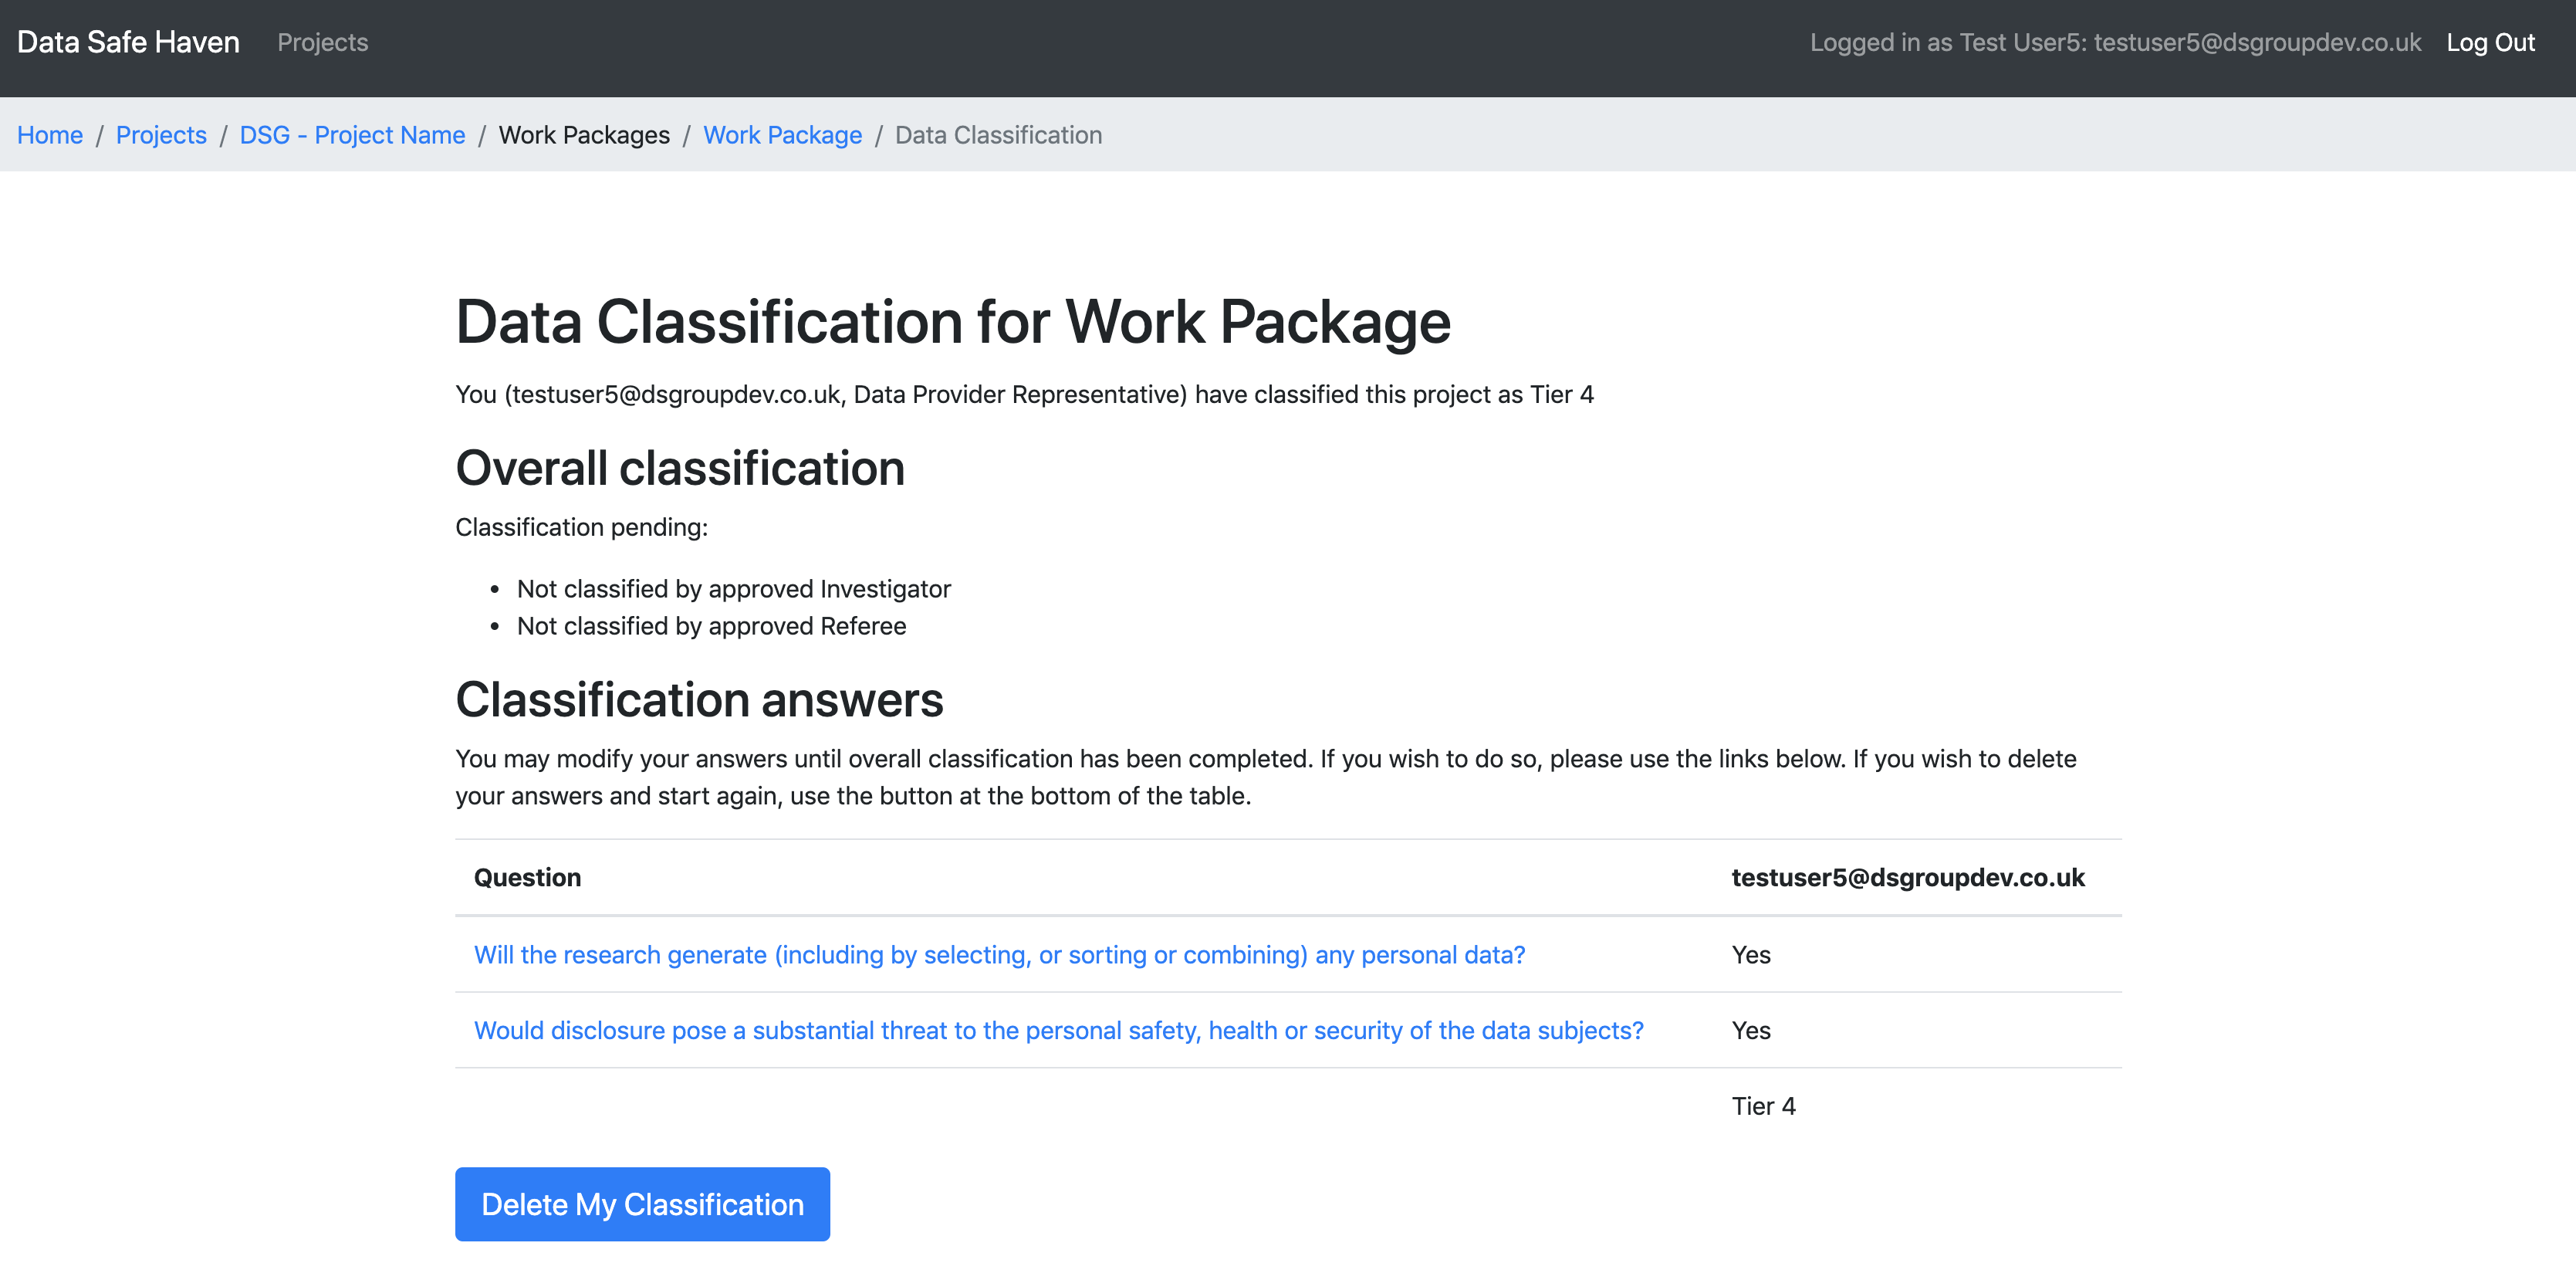 Data Safe Haven Projects Logged in as Test User5: testuser5@dsgroupdev.co.uk Log Out
Home / Projects / DSG - Project Name / Work Packages / Work Package / Data Classification
Data Classification for Work Package
You (testuser5@dsgroupdev.co.uk, Data Provider Representative) have classified this project as Tier 4
Overall classification
Classification pending:
• Not classified by approved Investigator
• Not classified by approved Referee
Classification answers
You may modify your answers until overall classification has been completed. If you wish to do so, please use the links below. If you wish to delete
your answers and start again, use the button at the bottom of the table.
Question testuser5@dsgroupdev.co.uk
Will the research generate (including by selecting, or sorting or combining) any personal data? Yes
Would disclosure pose a substantial threat to the personal safety, health or security of the data subjects? Yes
Tier 4
Delete My Classification